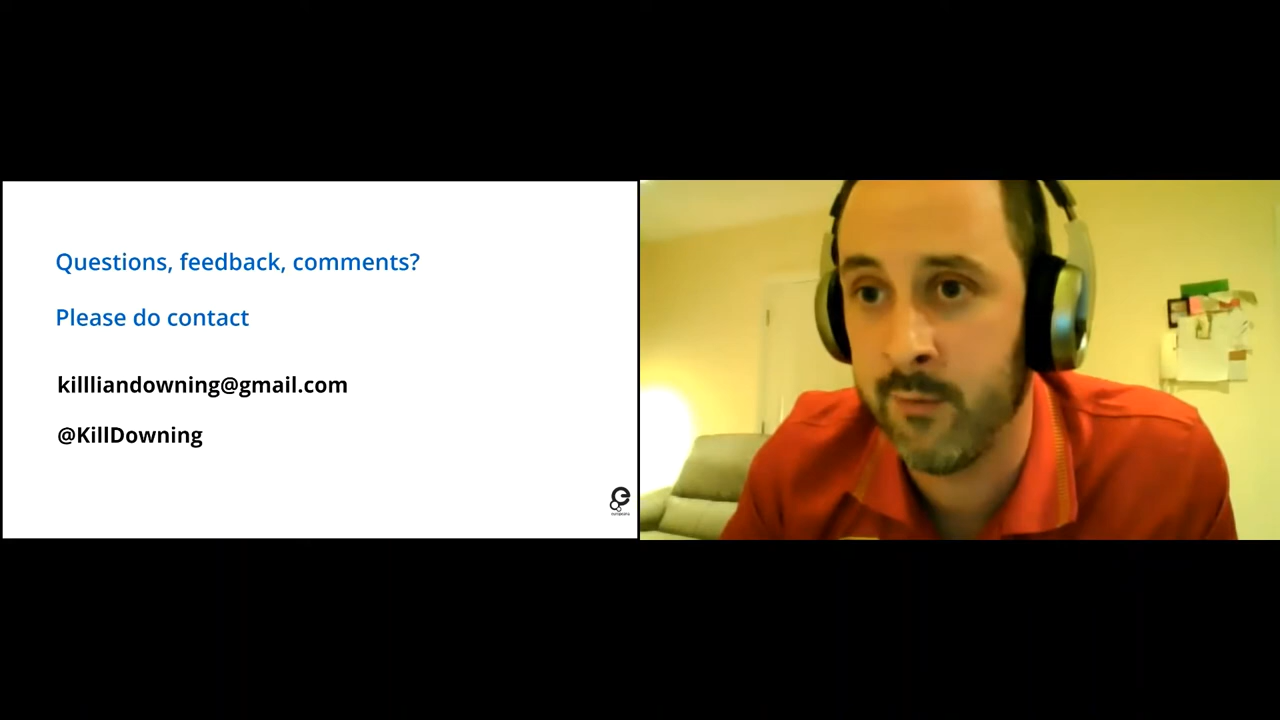 Questions, feedback, comments?
Please do contact
killliandowning@gmail.com
@KillDowning